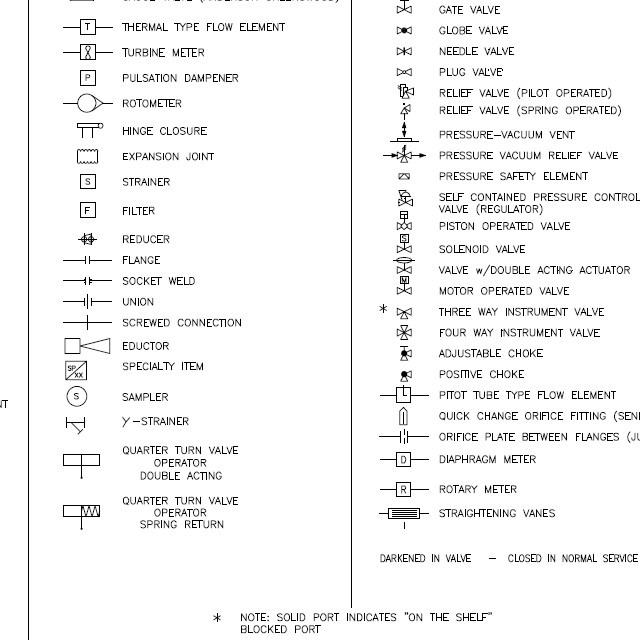 T THERMAL TYPE FLOW ELEMENT
TURBINE METER
P PULSATION DAMPENER
ROTOMETER
HINGE CLOSURE
EXPANSION JOINT
S STRAINER
F FILTER
REDUCER
FLANGE
SOCKET WELD
UNION
SCREWED CONNECTION
EDUCTOR
SP/XX SPECIALTY ITEM
S SAMPLER
Y-STRAINER
QUARTER TURN VALVE
OPERATOR
DOUBLE ACTING
QUARTER TURN VALVE
OPERATOR
SPRING RETURN
GATE VALVE
GLOBE VALVE
NEEDLE VALVE
PLUG VALVE
RELIEF VALVE (PILOT OPERATED)
RELIEF VALVE (SPRING OPERATED)
PRESSURE-VACUUM VENT
PRESSURE VACUUM RELIEF VALVE
PRESSURE SAFETY ELEMENT
SELF CONTAINED PRESSURE CONTROL
VALVE (REGULATOR)
PISTON OPERATED VALVE
S SOLENOID VALVE
VALVE w/DOUBLE ACTING ACTUATOR
M MOTOR OPERATED VALVE
* THREE WAY INSTRUMENT VALVE
FOUR WAY INSTRUMENT VALVE
ADJUSTABLE CHOKE
POSITIVE CHOKE
PITOT TUBE TYPE FLOW ELEMENT
QUICK CHANGE ORIFICE FITTING (SEN
ORIFICE PLATE BETWEEN FLANGES (JU
D DIAPHRAGM METER
R ROTARY METER
STRAIGHTENING VANES
DARKENED IN VALVE - CLOSED IN NORMAL SERVICE
* NOTE: SOLID PORT INDICATES "ON THE SHELF"
BLOCKED PORT